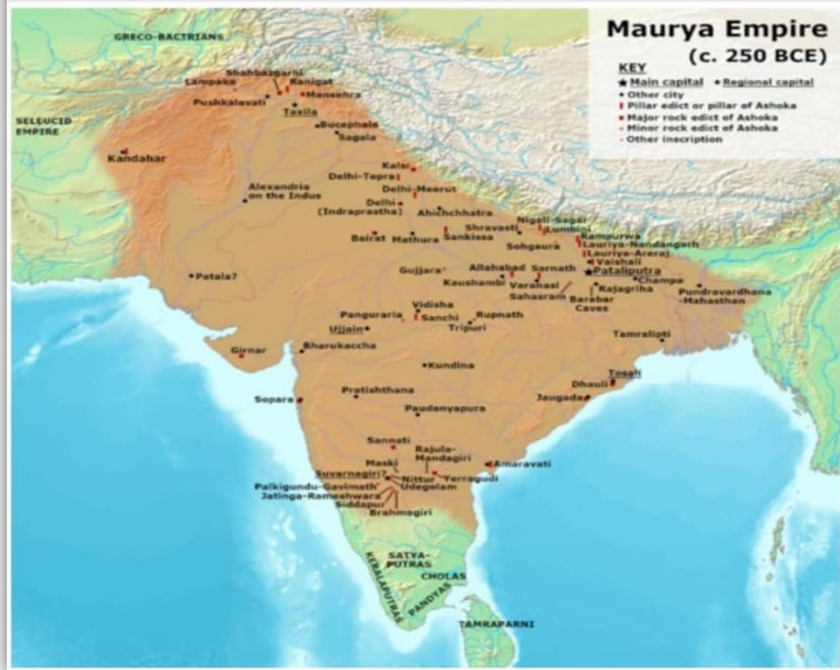 Maurya Empire
(c. 250 BCE)
KEY
Main capital
Regional capital
Other city
Pillar edict or pillar of Ashoka
Major rock edict of Ashoka
Minor rock edict of Ashoka
Other inscription
GRECO-BACTRIANS
Shahbazgarhi
Lampaka
Ranigat
Mansehra
Pushkalavati
Taxila
SELEUCID
EMPIRE
Bucephala
Sagala
Kandahar
Kalsi
Delhi-Topra
Delhi-Meerut
Alexandria
on the Indus
Delhi
(Indraprastha)
Ahichchhatra
Nigali-Sagar
Lumbini
Shravasti
Rampurwa
Bairat
Mathura
Sankissa
Sohgaura
Lauriya-Nandangarh
Lauriya-Araraj
Vaishali
Gujjara
Allahabad
Sarnath
Pataliputra
Patala?
Kaushambi
Varanasi
Champa
Sahasram
Rajagriha
Pundravardhana
-Mahasthan
Barabar
Caves
Vidisha
Panguraria
Sanchi
Rupnath
Ujjain
Tripuri
Tamralipti
Girnar
Bharukaccha
Kundina
Tosali
Dhauli
Sopara
Pratishthana
Jaugada
Paudanyapura
Sannati
Rajula-
Mandagiri
Maski
Amaravati
Suvarnagiri?
Nittur
Yerragudi
Palkigundu-Gavimath
Udegolam
Jatinga-Rameshwara
Siddapur
Brahmagiri
SATYA-
PUTRAS
CHOLAS
KERALAPUTRAS
PANDYAS
TAMRAPARNI